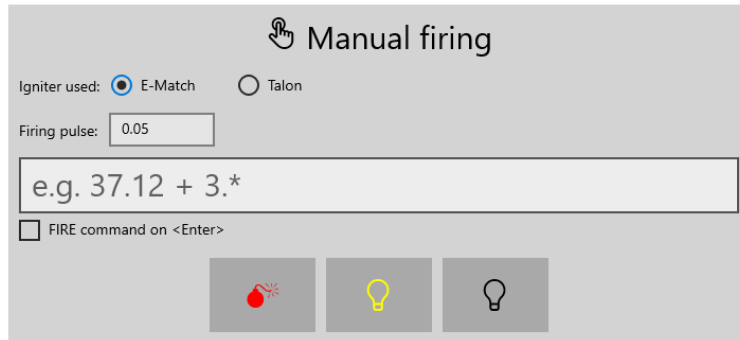 Manual firing
Igniter used: E-Match Talon
Firing pulse: 0.05
e.g. 37.12 + 3.*
FIRE command on <Enter>